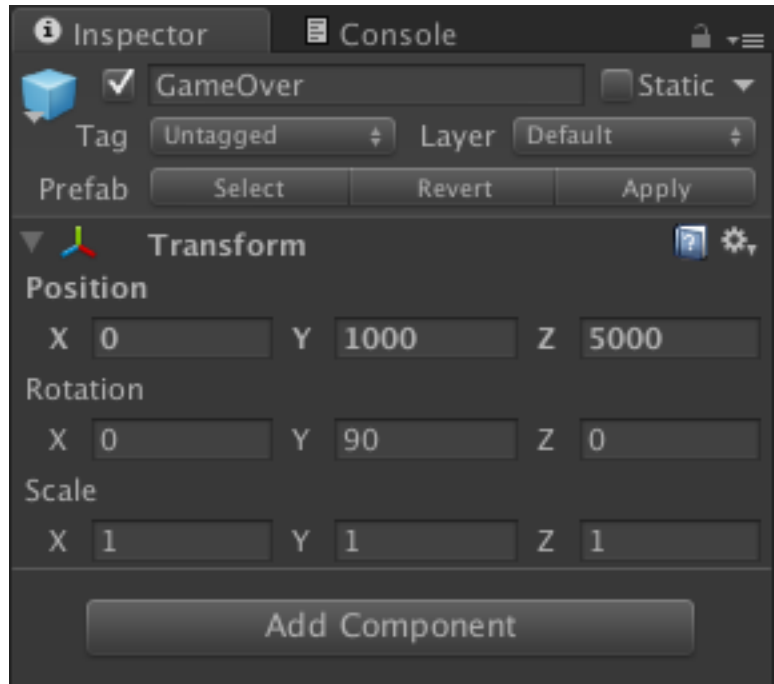 Inspector Console
GameOver Static
Tag Untagged Layer Default
Prefab Select Revert Apply
Transform
Position
X 0 Y 1000 Z 5000
Rotation
X 0 Y 90 Z 0
Scale
X 1 Y 1 Z 1
Add Component